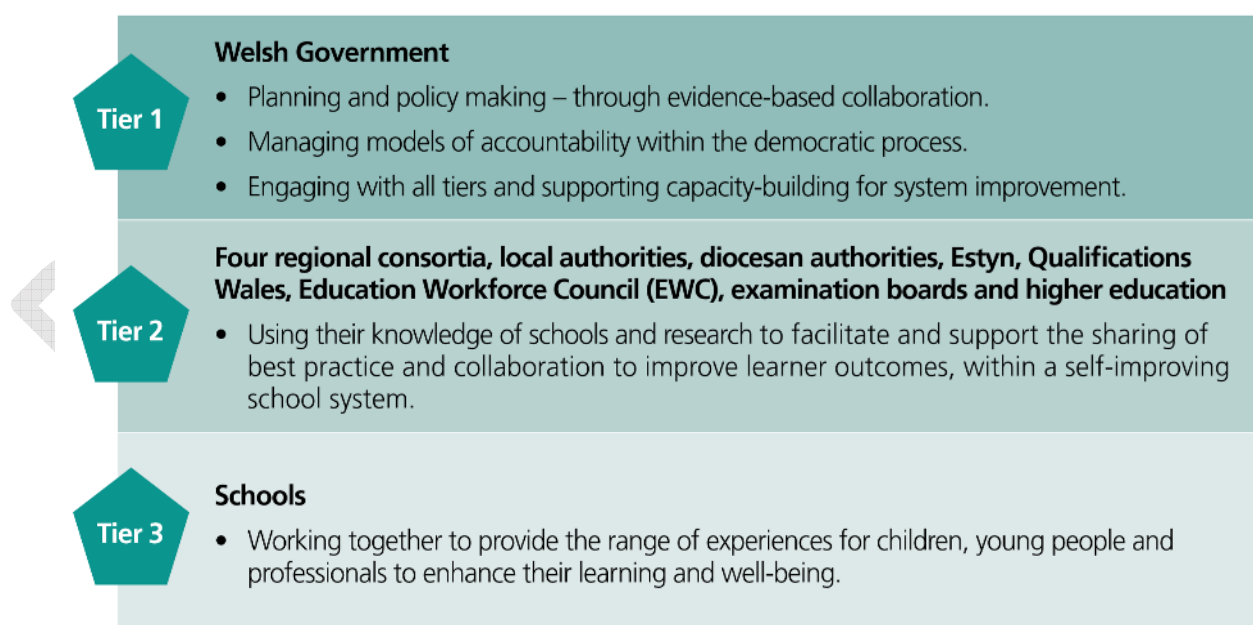 Tier 1
Welsh Government
• Planning and policy making – through evidence-based collaboration.
• Managing models of accountability within the democratic process.
• Engaging with all tiers and supporting capacity-building for system improvement.
Tier 2
Four regional consortia, local authorities, diocesan authorities, Estyn, Qualifications
Wales, Education Workforce Council (EWC), examination boards and higher education
• Using their knowledge of schools and research to facilitate and support the sharing of
best practice and collaboration to improve learner outcomes, within a self-improving
school system.
Tier 3
Schools
• Working together to provide the range of experiences for children, young people and
professionals to enhance their learning and well-being.